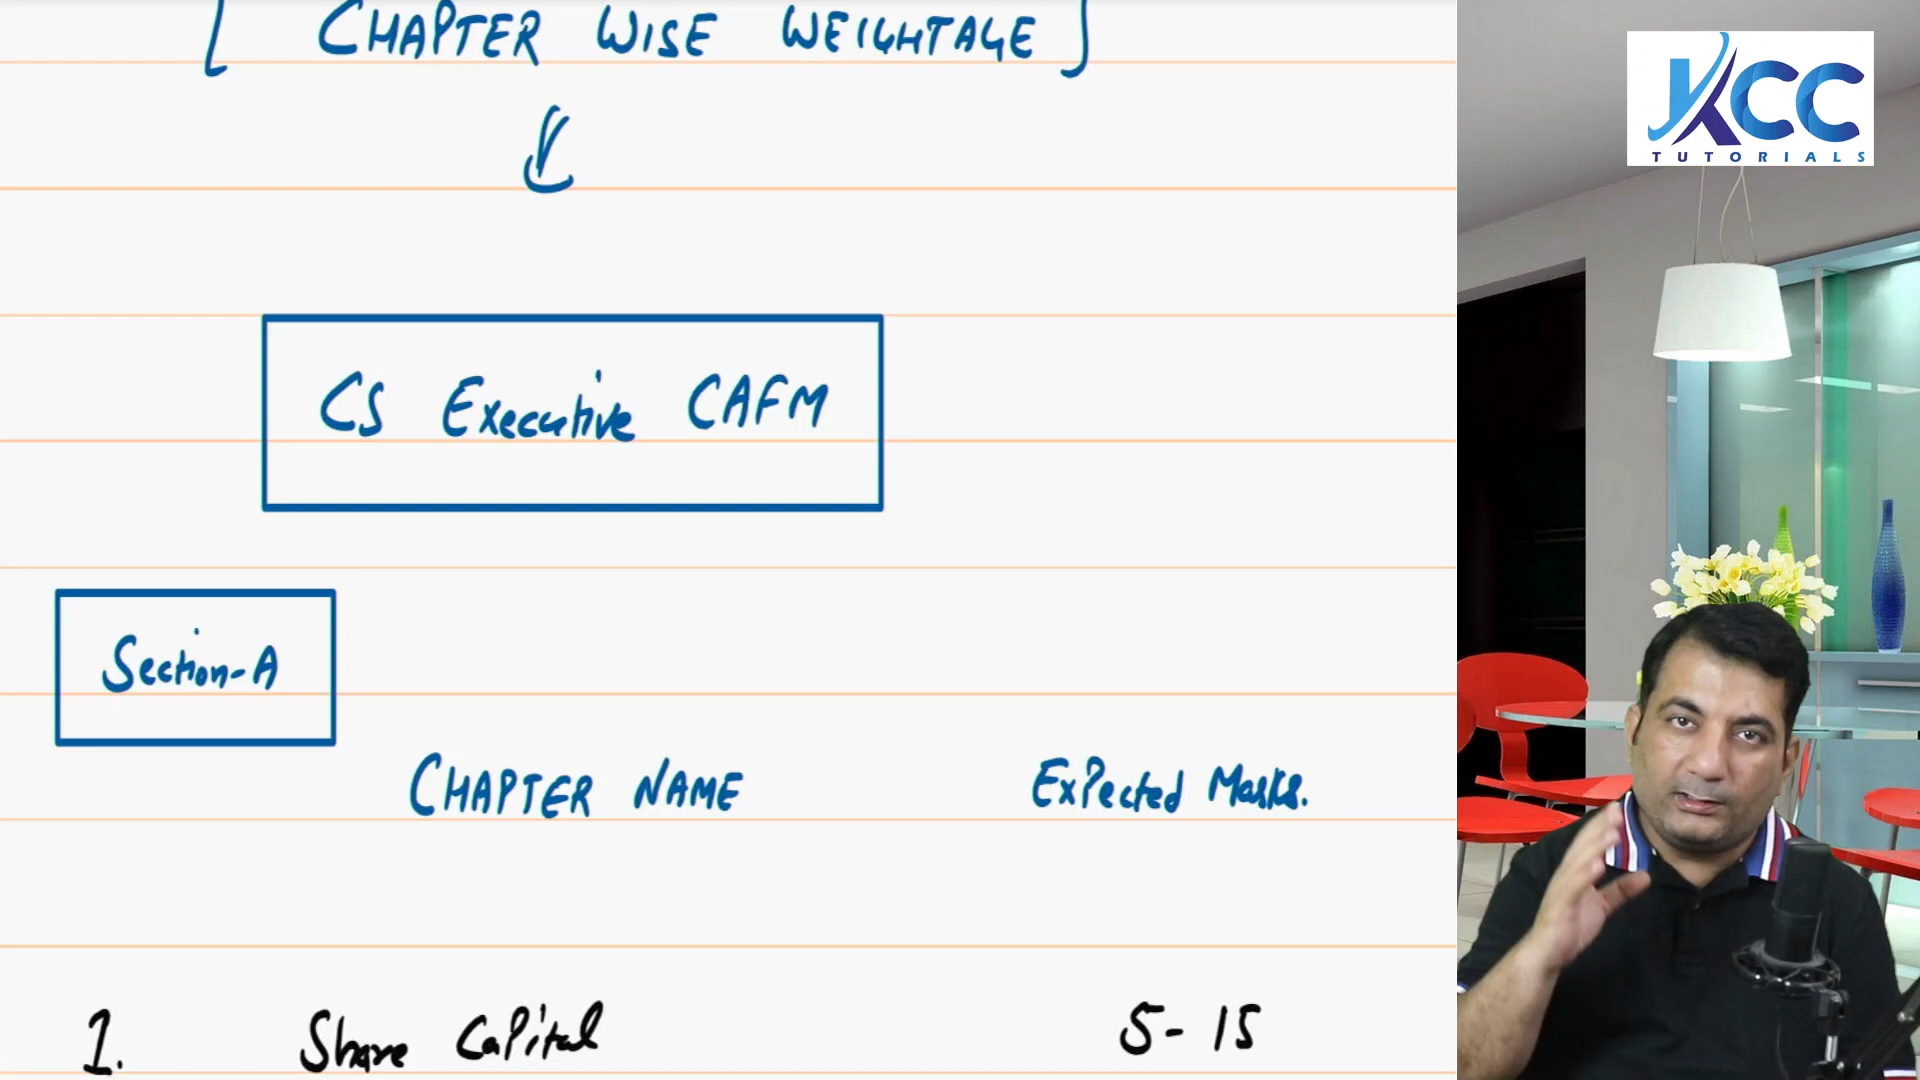 [ CHAPTER WISE WEIGHTAGE ]
CS Executive CAFM
Section-A
CHAPTER NAME Expected Marks.
1. Share Capital 5-15
KCC
TUTORIALS